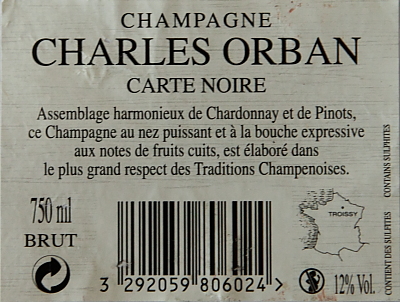 CHAMPAGNE
CHARLES ORBAN
CARTE NOIRE
Assemblage harmonieux de Chardonnay et de Pinots,
ce Champagne au nez puissant et à la bouche expressive
aux notes de fruits cuits, est élaboré dans
le plus grand respect des Traditions Champenoises.
750 ml
BRUT
3 292059 806024 >
TROISSY
12% Vol.
CONTIENT DES SULFITES
CONTAINS SULPHITES